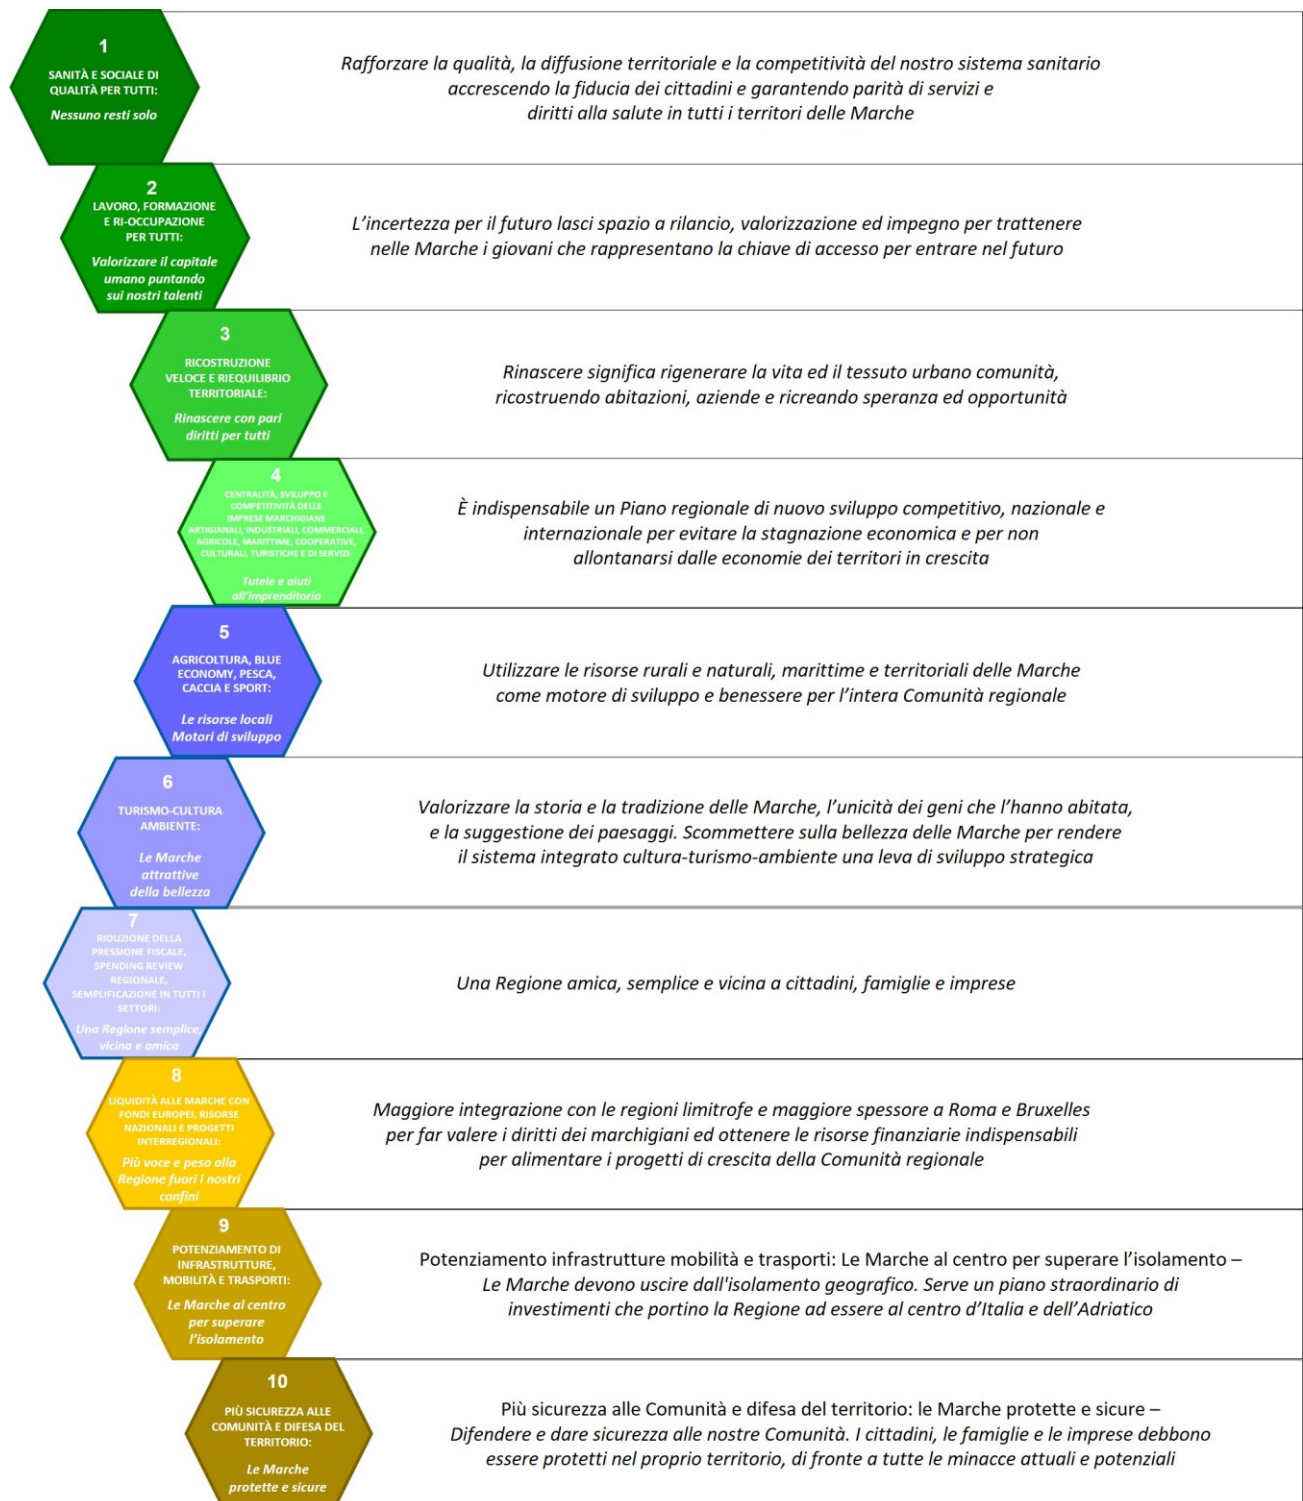 1
SANITÀ E SOCIALE DI
QUALITÀ PER TUTTI:
Nessuno resti solo
Rafforzare la qualità, la diffusione territoriale e la competitività del nostro sistema sanitario
accrescendo la fiducia dei cittadini e garantendo parità di servizi e
diritti alla salute in tutti i territori delle Marche
2
LAVORO, FORMAZIONE
E RI-OCCUPAZIONE
PER TUTTI:
Valorizzare il capitale
umano puntando
sui nostri talenti
L'incertezza per il futuro lasci spazio a rilancio, valorizzazione ed impegno per trattenere
nelle Marche i giovani che rappresentano la chiave di accesso per entrare nel futuro
3
RICOSTRUZIONE
VELOCE E RIEQUILIBRIO
TERRITORIALE:
Rinascere con pari
diritti per tutti
Rinascere significa rigenerare la vita ed il tessuto urbano comunità,
ricostruendo abitazioni, aziende e ricreando speranza ed opportunità
4
CENTRALITÀ, SVILUPPO E
COMPETITIVITÀ DELLE
IMPRESE MARCHIGIANE
ARTIGIANALI, INDUSTRIALI, COMMERCIALI,
AGRICOLE, MARITTIME, COOPERATIVE,
CULTURALI, TURISTICHE E DI SERVIZI:
Tutele e aiuti
all'imprenditoria
È indispensabile un Piano regionale di nuovo sviluppo competitivo, nazionale e
internazionale per evitare la stagnazione economica e per non
allontanarsi dalle economie dei territori in crescita
5
AGRICOLTURA, BLUE
ECONOMY, PESCA,
CACCIA E SPORT:
Le risorse locali
Motori di sviluppo
Utilizzare le risorse rurali e naturali, marittime e territoriali delle Marche
come motore di sviluppo e benessere per l'intera Comunità regionale
6
TURISMO-CULTURA
AMBIENTE:
Le Marche
attrattive
della bellezza
Valorizzare la storia e la tradizione delle Marche, l'unicità dei geni che l'hanno abitata,
e la suggestione dei paesaggi. Scommettere sulla bellezza delle Marche per rendere
il sistema integrato cultura-turismo-ambiente una leva di sviluppo strategica
7
RIDUZIONE DELLA
PRESSIONE FISCALE,
SPENDING REVIEW
REGIONALE,
SEMPLIFICAZIONE IN TUTTI I
SETTORI:
Una Regione semplice,
vicina e amica
Una Regione amica, semplice e vicina a cittadini, famiglie e imprese
8
LIQUIDITÀ ALLE MARCHE CON
FONDI EUROPEI, RISORSE
NAZIONALI E PROGETTI
INTERREGIONALI:
Più voce e peso alla
Regione fuori i nostri
confini
Maggiore integrazione con le regioni limitrofe e maggiore spessore a Roma e Bruxelles
per far valere i diritti dei marchigiani ed ottenere le risorse finanziarie indispensabili
per alimentare i progetti di crescita della Comunità regionale
9
POTENZIAMENTO DI
INFRASTRUTTURE,
MOBILITÀ E TRASPORTI:
Le Marche al centro
per superare
l'isolamento
Potenziamento infrastrutture mobilità e trasporti: Le Marche al centro per superare l'isolamento –
Le Marche devono uscire dall'isolamento geografico. Serve un piano straordinario di
investimenti che portino la Regione ad essere al centro d'Italia e dell'Adriatico
10
PIÙ SICUREZZA ALLE
COMUNITÀ E DIFESA DEL
TERRITORIO:
Le Marche
protette e sicure
Più sicurezza alle Comunità e difesa del territorio: le Marche protette e sicure –
Difendere e dare sicurezza alle nostre Comunità. I cittadini, le famiglie e le imprese debbono
essere protetti nel proprio territorio, di fronte a tutte le minacce attuali e potenziali